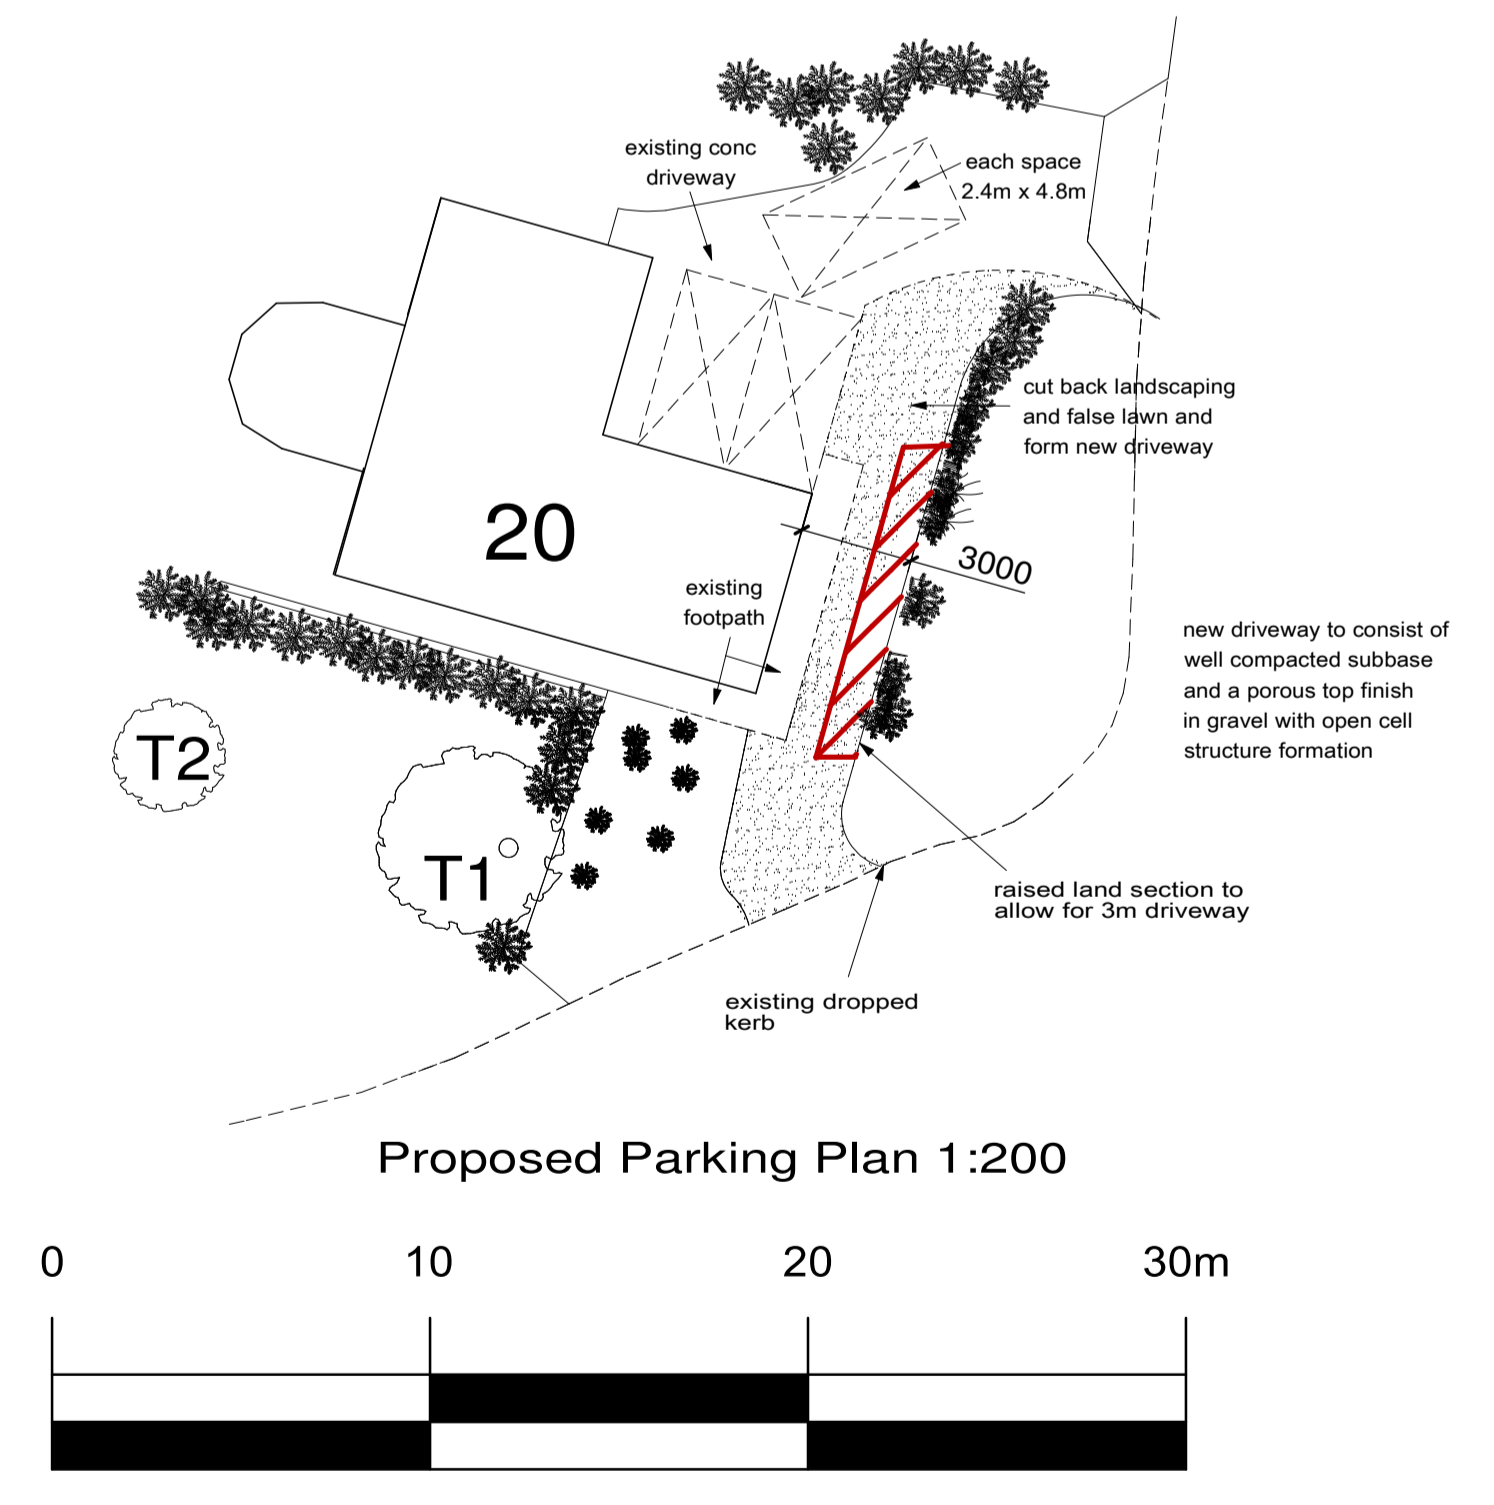 existing conc
driveway
each space
2.4m x 4.8m
cut back landscaping
and false lawn and
form new driveway
20
3000
existing
footpath
new driveway to consist of
well compacted subbase
and a porous top finish
in gravel with open cell
structure formation
T2
T1
raised land section to
allow for 3m driveway
existing dropped
kerb
Proposed Parking Plan 1:200
0 10 20 30m